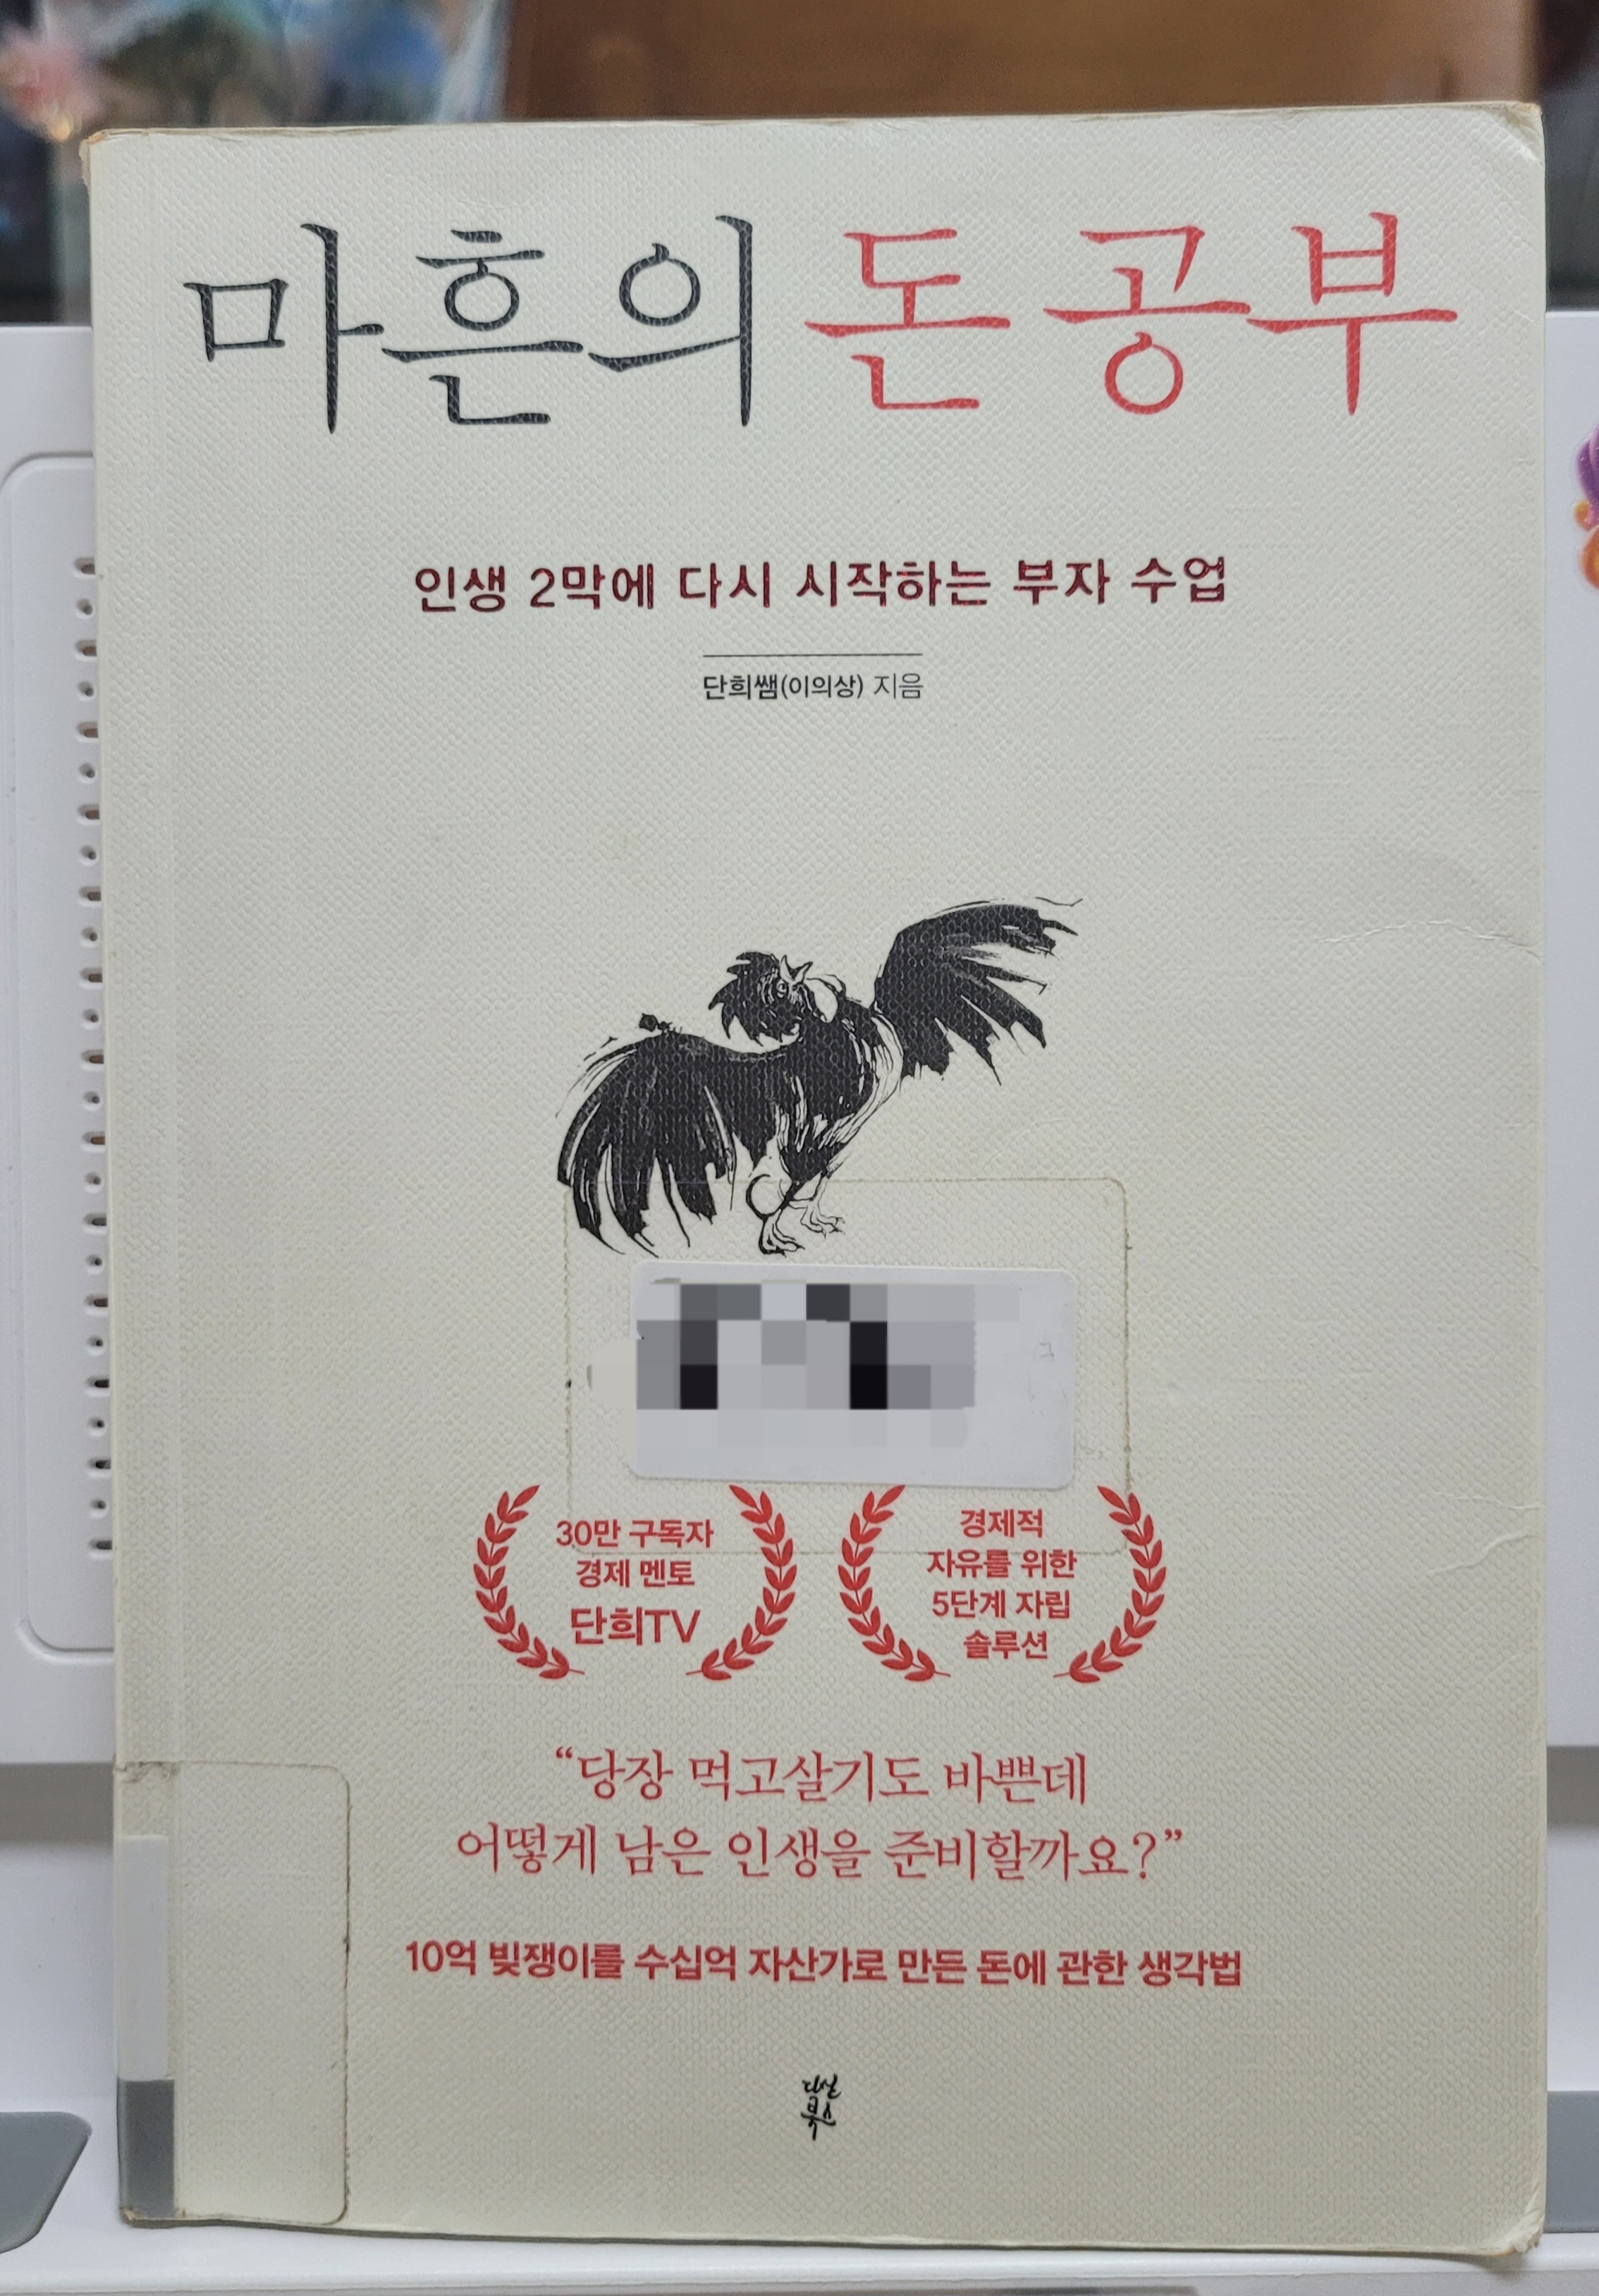 마흔의 돈 공부
인생 2막에 다시 시작하는 부자 수업
단희쌤(이의상) 지음
30만 구독자
경제 멘토
단희TV
경제적
자유를 위한
5단계 자립
솔루션
“당장 먹고살기도 바쁜데
어떻게 남은 인생을 준비할까요?”
10억 빚쟁이를 수십억 자산가로 만든 돈에 관한 생각법
다산
북스